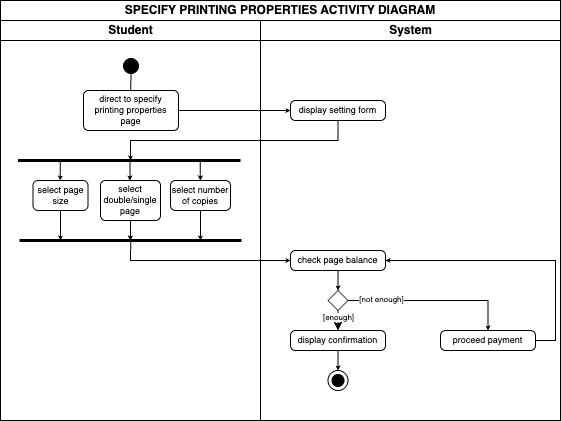 SPECIFY PRINTING PROPERTIES ACTIVITY DIAGRAM
Student
System
direct to specify
printing properties
page
display setting form
select page
size
select
double/single
page
select number
of copies
check page balance
[not enough]
[enough]
display confirmation
proceed payment